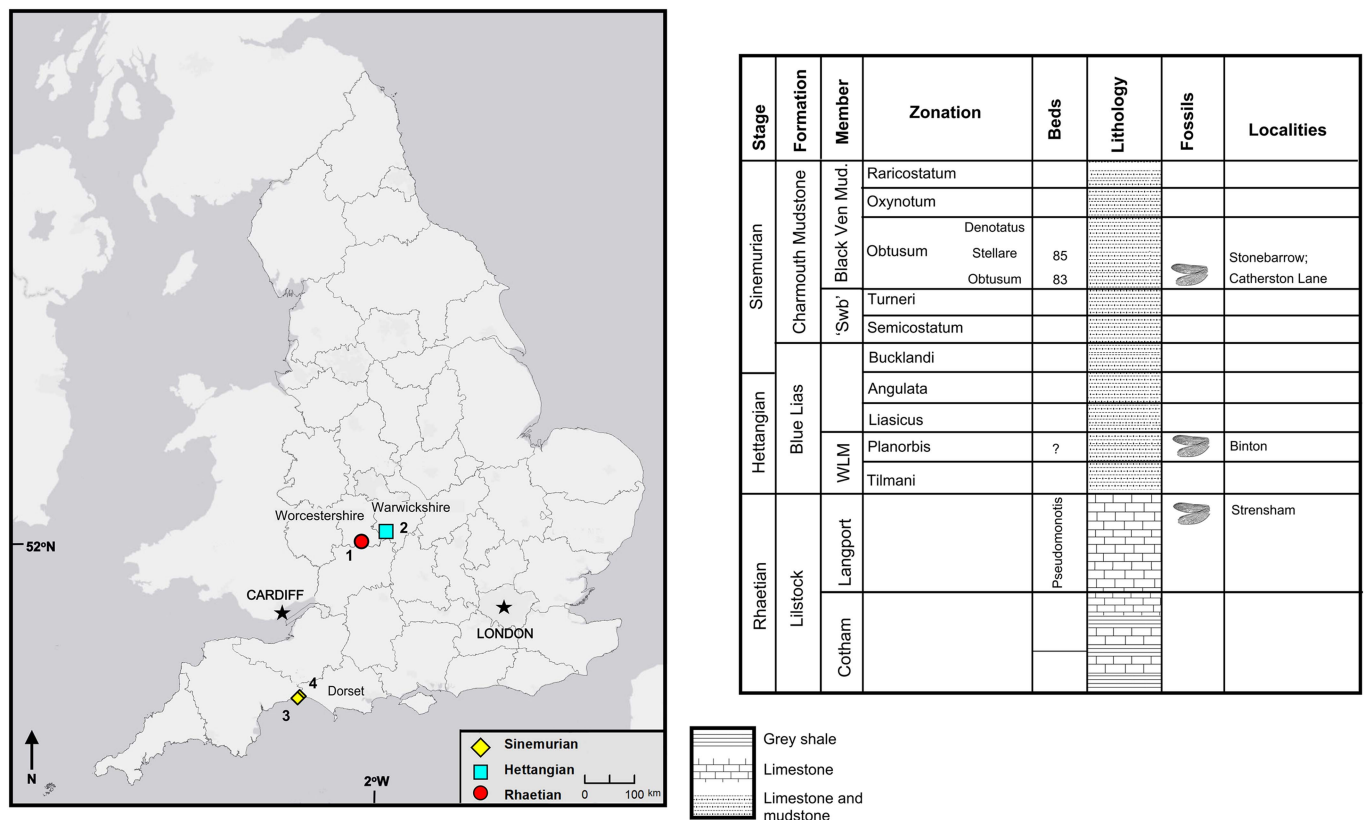 Worcestershire
Warwickshire
2
1
52ºN
CARDIFF
LONDON
4
Dorset
3
N
2ºW
Sinemurian
Hettangian
Rhaetian
0 100 km
Stage
Formation
Member
Zonation
Beds
Lithology
Fossils
Localities
Sinemurian
Hettangian
Rhaetian
Charmouth Mudstone
Blue Lias
Lilstock
Black Ven Mud.
'Swb'
WLM
Langport
Cotham
Raricostatum
Oxynotum
Denotatus
Obtusum
Stellare
85
Obtusum
83
Stonebarrow;
Catherston Lane
Turneri
Semicostatum
Bucklandi
Angulata
Liasicus
Planorbis
?
Binton
Tilmani
Pseudomonotis
Strensham
Grey shale
Limestone
Limestone and
mudstone